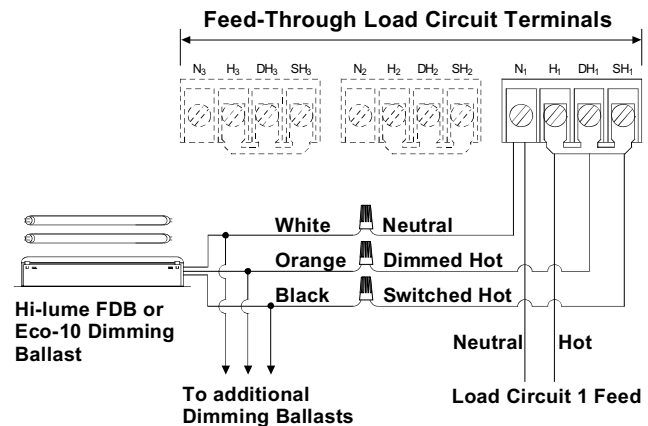 Feed-Through Load Circuit Terminals
N3 H3 DH3 SH3 N2 H2 DH2 SH2 N1 H1 DH1 SH1
White Neutral
Orange Dimmed Hot
Black Switched Hot
Hi-lume FDB or
Eco-10 Dimming
Ballast
Neutral Hot
To additional
Dimming Ballasts
Load Circuit 1 Feed